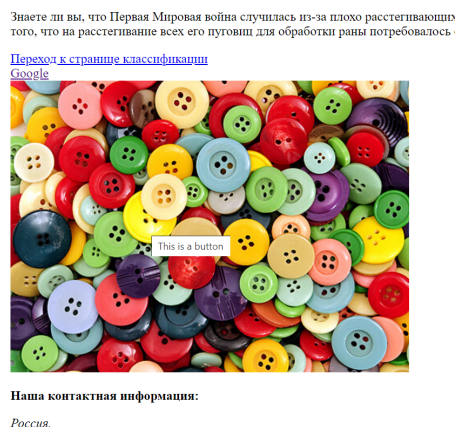 Знаете ли вы, что Первая Мировая война случилась из-за плохо расстегивающих
того, что на расстегивание всех его пуговиц для обработки раны потребовалось
Переход к странице классификации
Google
This is a button
Наша контактная информация:
Россия,